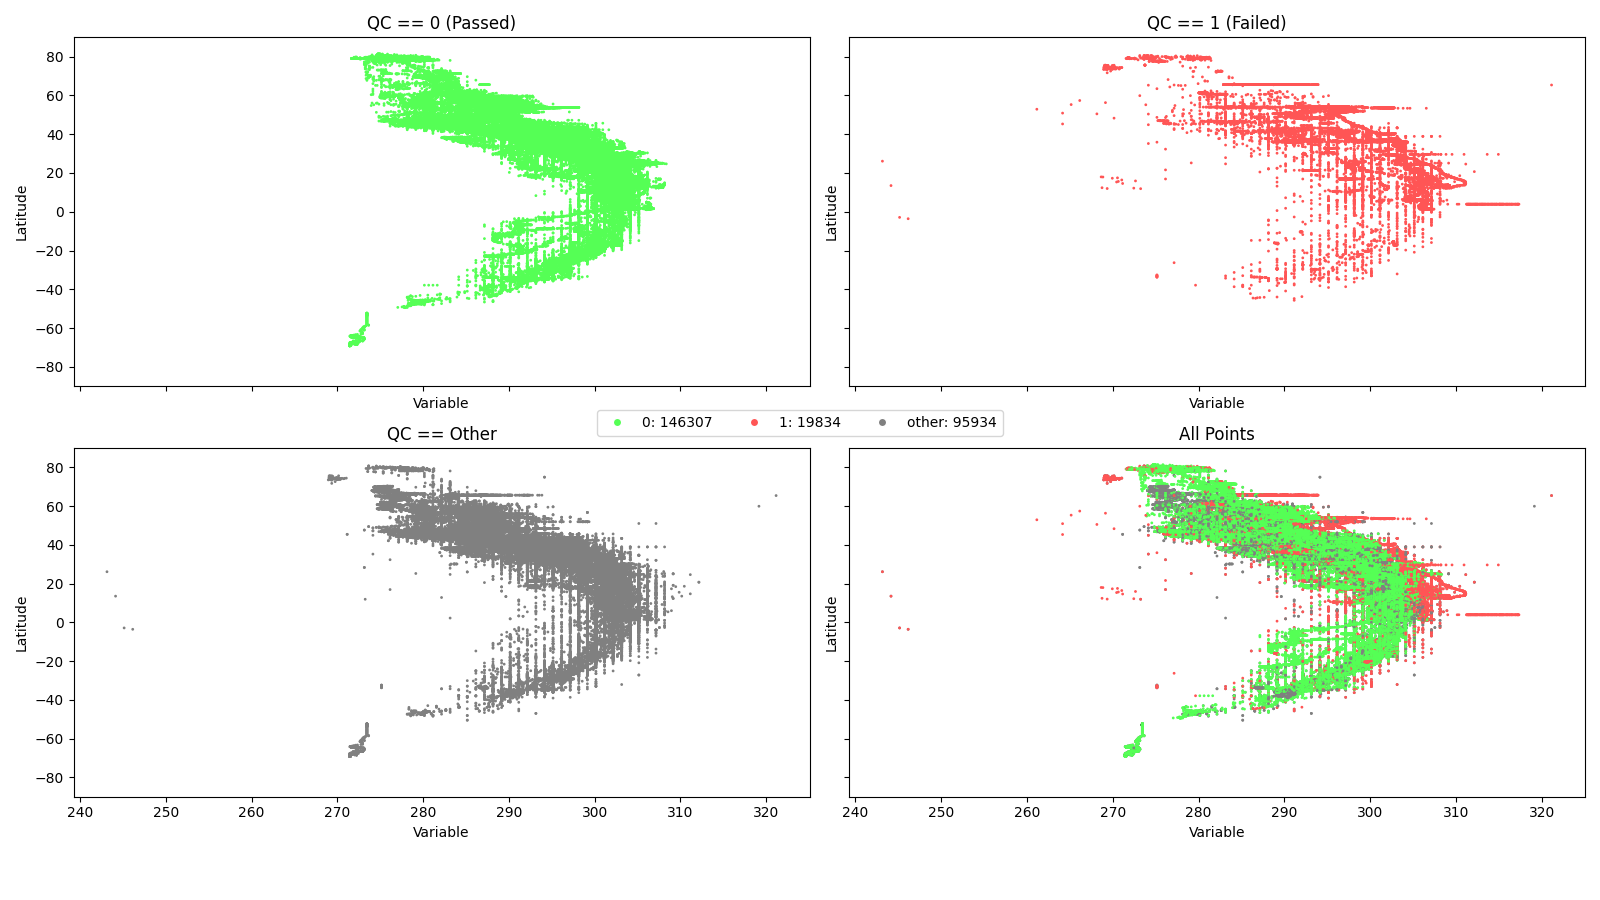 QC == 0 (Passed)
QC == 1 (Failed)
80
60
40
20
0
−20
−40
−60
−80
Latitude
Latitude
Variable
Variable
0: 146307
1: 19834
other: 95934
QC == Other
All Points
80
60
40
20
0
−20
−40
−60
−80
Latitude
Latitude
240 250 260 270 280 290 300 310 320
240 250 260 270 280 290 300 310 320
Variable
Variable